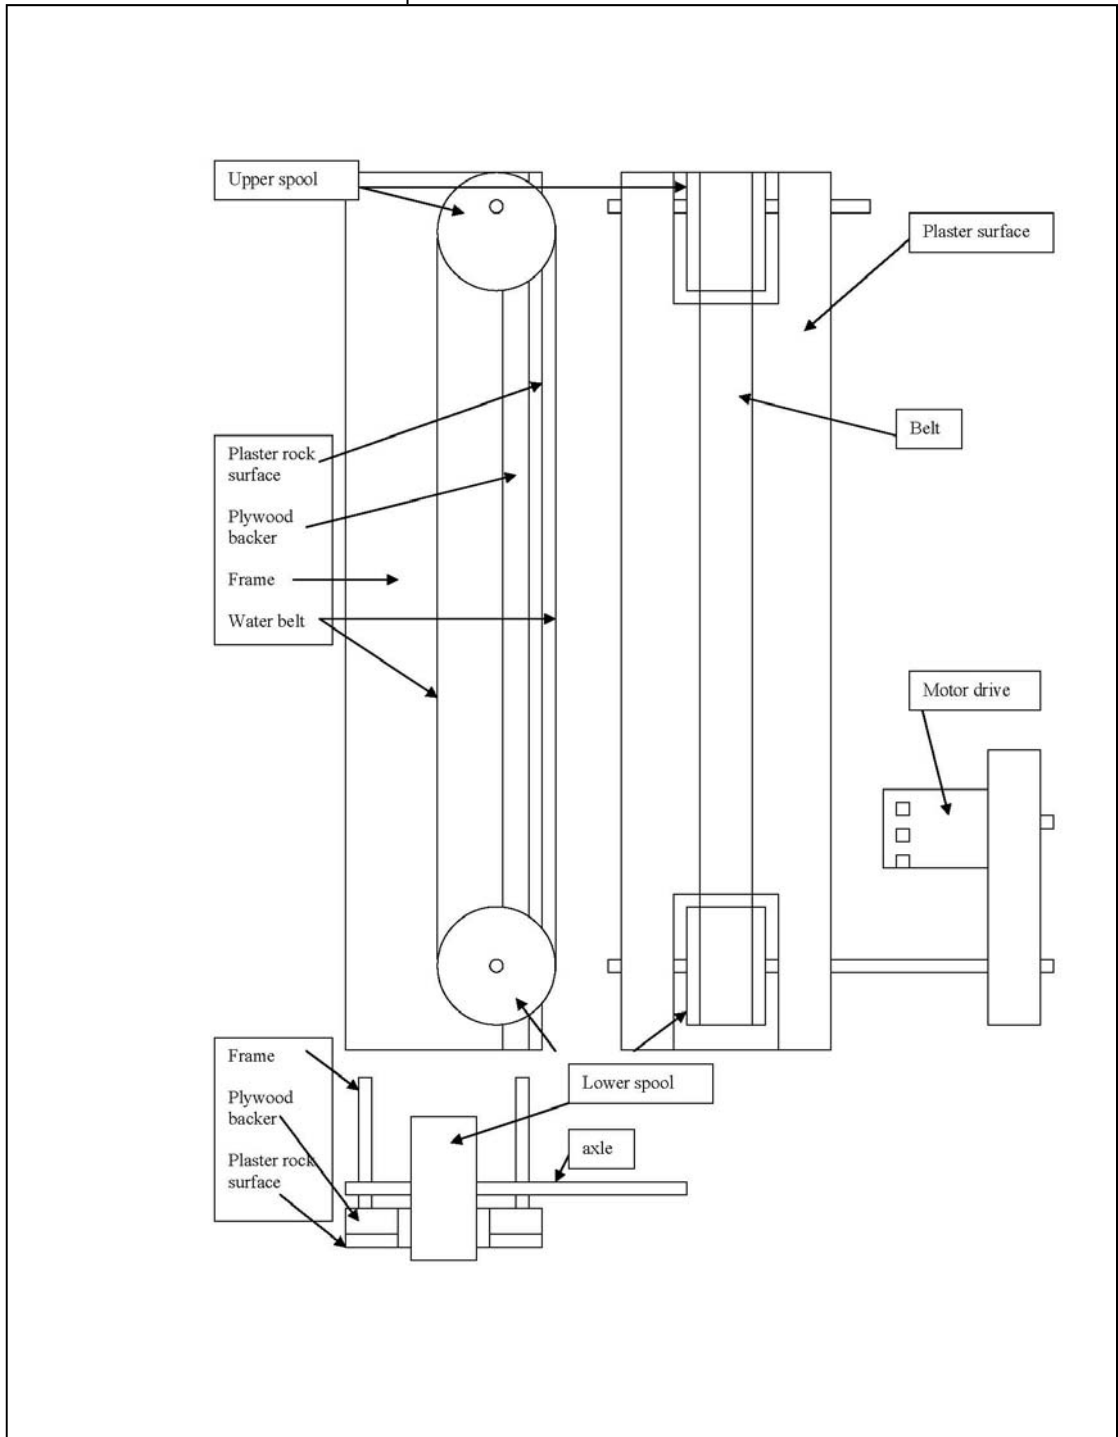 Upper spool
Plaster surface
Belt
Plaster rock
surface
Plywood
backer
Frame
Water belt
Motor drive
Frame
Plywood
backer
Plaster rock
surface
Lower spool
axle